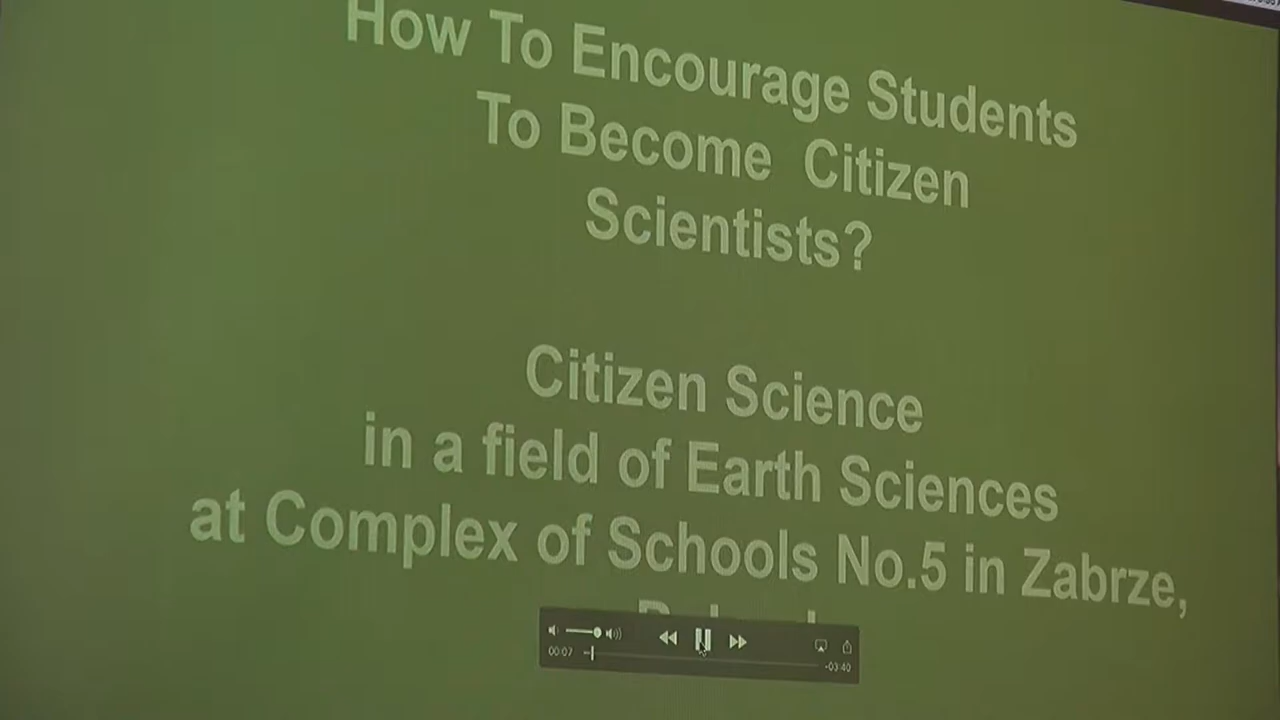 How To Encourage Students
To Become Citizen
Scientists?
Citizen Science
in a field of Earth Sciences
at Complex of Schools No.5 in Zabrze,
00:07
-03:40